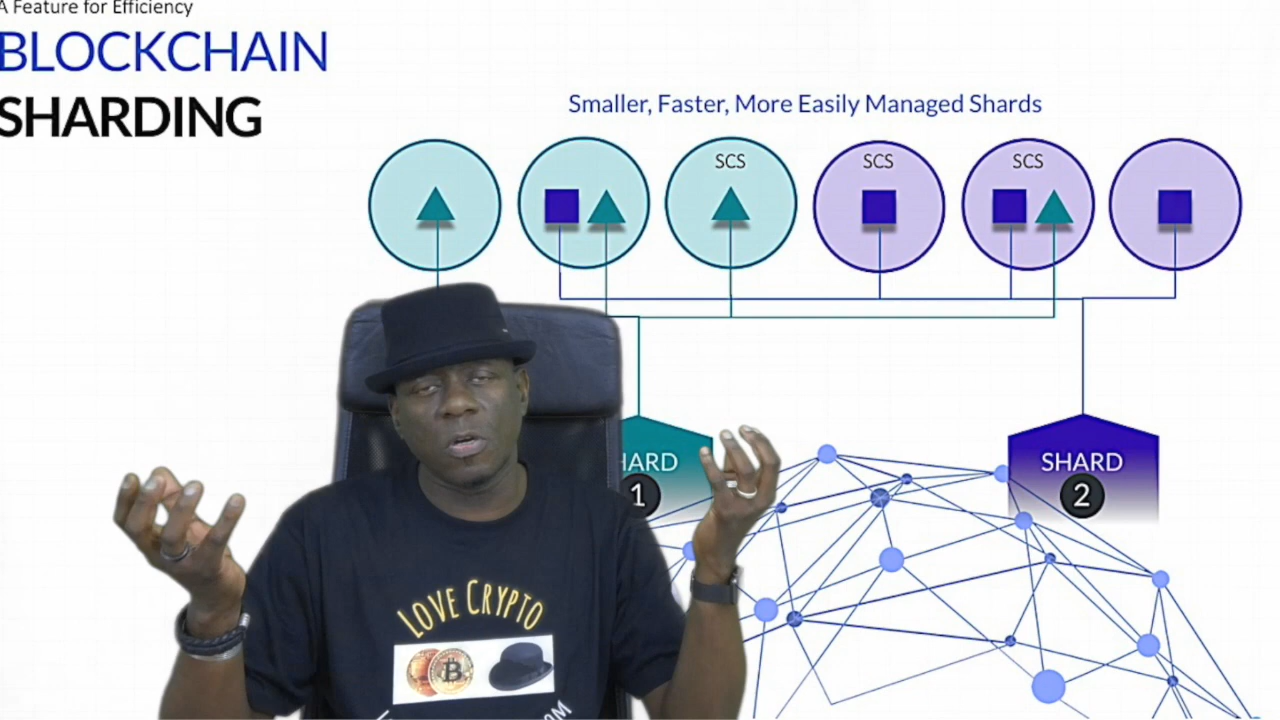 A Feature for Efficiency
BLOCKCHAIN
SHARDING
Smaller, Faster, More Easily Managed Shards
SCS
SCS
SCS
HARD
1
SHARD
2
LOVE CRYPTO
B